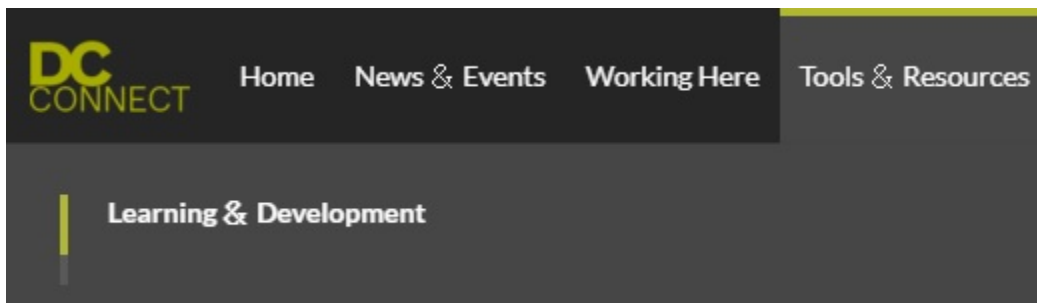 DC
CONNECT
Home News & Events Working Here Tools & Resources
Learning & Development